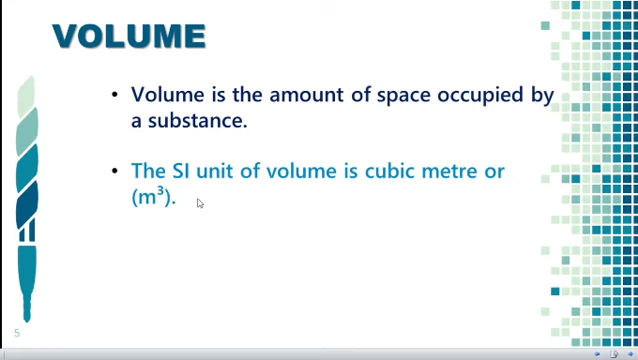 VOLUME
• Volume is the amount of space occupied by
a substance.
• The SI unit of volume is cubic metre or
(m³).
5